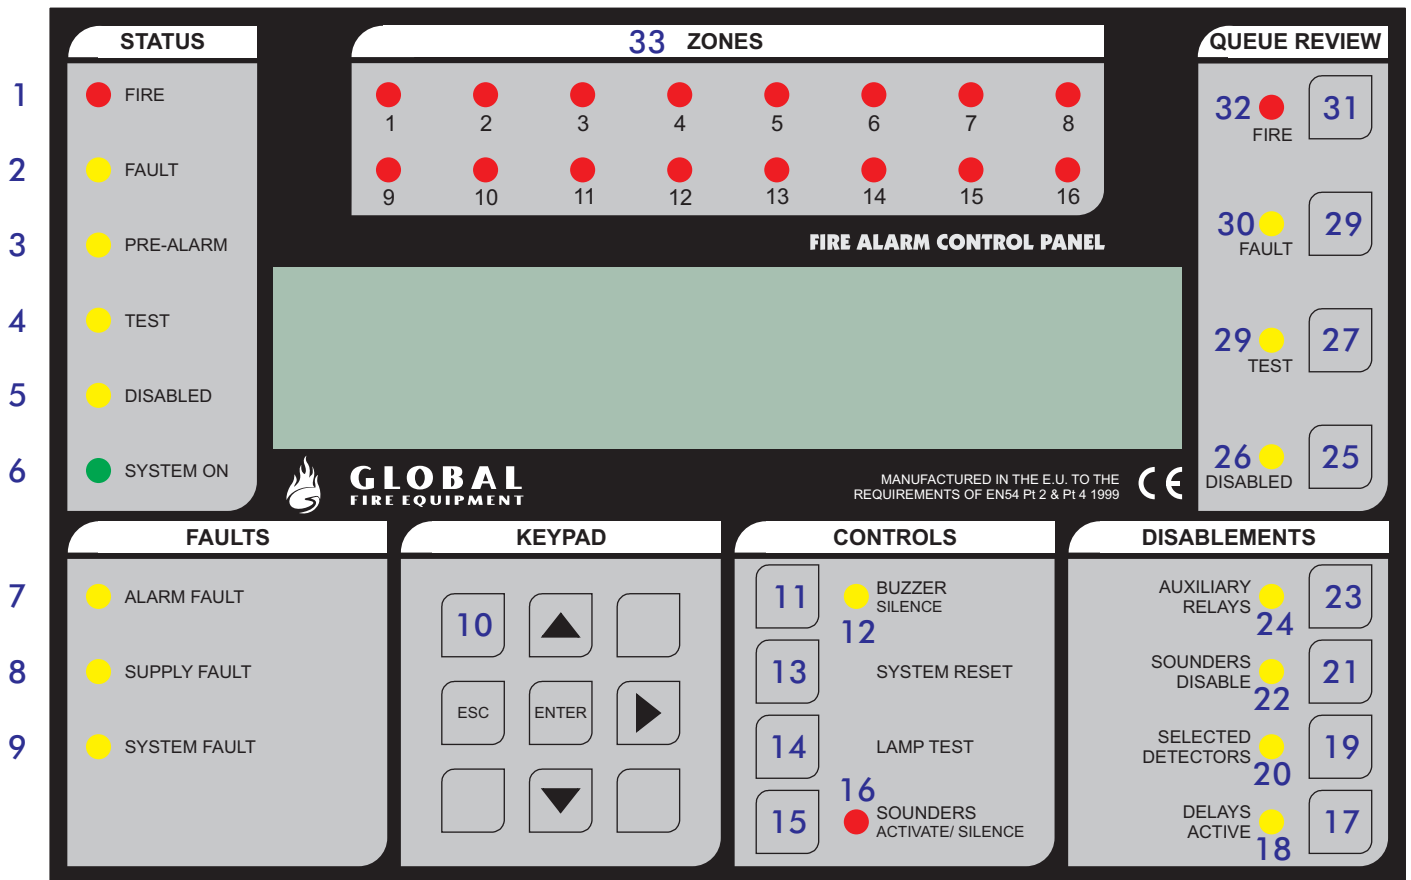 STATUS
1 FIRE
2 FAULT
3 PRE-ALARM
4 TEST
5 DISABLED
6 SYSTEM ON
33 ZONES
1 2 3 4 5 6 7 8
9 10 11 12 13 14 15 16
FIRE ALARM CONTROL PANEL
GLOBAL
FIRE EQUIPMENT
MANUFACTURED IN THE E.U. TO THE
REQUIREMENTS OF EN54 Pt 2 & Pt 4 1999
CE
QUEUE REVIEW
32 31
FIRE
30 29
FAULT
29 27
TEST
26 25
DISABLED
FAULTS
7 ALARM FAULT
8 SUPPLY FAULT
9 SYSTEM FAULT
KEYPAD
10
ESC ENTER
CONTROLS
11 BUZZER
SILENCE
12
13 SYSTEM RESET
14 LAMP TEST
16
15 SOUNDERS
ACTIVATE/ SILENCE
DISABLEMENTS
AUXILIARY
RELAYS 23
24
SOUNDERS
DISABLE 21
22
SELECTED
DETECTORS 19
20
DELAYS
ACTIVE 17
18